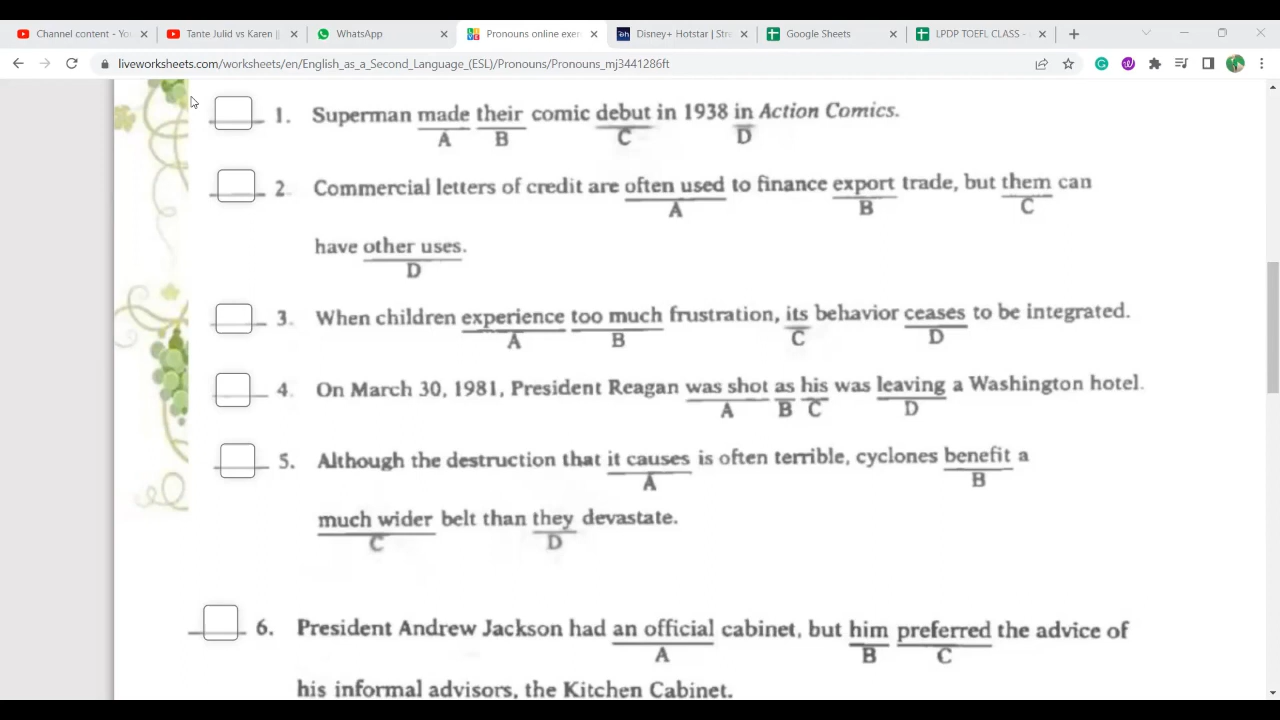 Channel content - You
Tante Julid vs Karen ||
WhatsApp
Pronouns online exer
Disney+ Hotstar | Stre
Google Sheets
LPDP TOEFL CLASS -
liveworksheets.com/worksheets/en/English_as_a_Second_Language_(ESL)/Pronouns/Pronouns_mj3441286ft
1. Superman made their comic debut in 1938 in Action Comics.
A B C D
2. Commercial letters of credit are often used to finance export trade, but them can
A B C
have other uses.
D
3. When children experience too much frustration, its behavior ceases to be integrated.
A B C D
4. On March 30, 1981, President Reagan was shot as his was leaving a Washington hotel.
A B C D
5. Although the destruction that it causes is often terrible, cyclones benefit a
A B
much wider belt than they devastate.
C D
6. President Andrew Jackson had an official cabinet, but him preferred the advice of
A B C
his informal advisors, the Kitchen Cabinet.